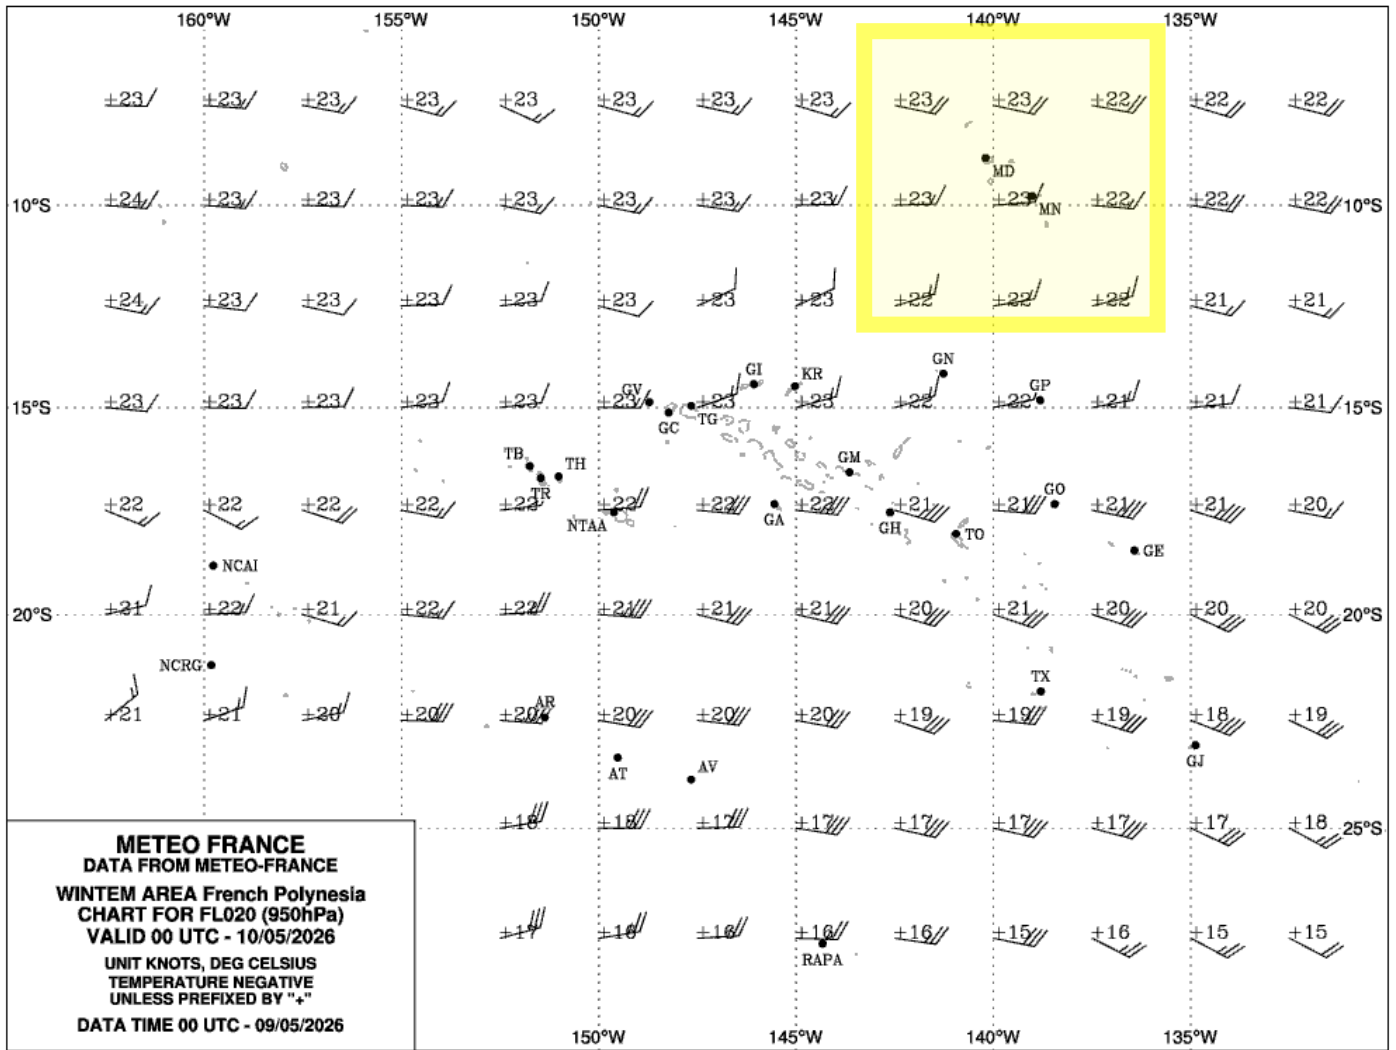 160°W 155°W 150°W 145°W 140°W 135°W
+23 +23 +23 +23 +23 +23 +23 +23 +23 +23 +22 +22 +22
MD
10°S +24 +23 +23 +23 +23 +23 +23 +23 +23 +23 +22 +22 +22 10°S
MN
+24 +23 +23 +23 +23 +23 +23 +23 +22 +22 +22 +21 +21
GI KR GN GP
GV
15°S +23 +23 +23 +23 +23 +23 +23 +23 +22 +22 +21 +21 +21 15°S
GC TG
TB TH GM
TR GO
+22 +22 +22 +22 +22 +22 +22 +22 +21 +21 +21 +21 +20
NTAA GA GH TO GE
NCAI
20°S +21 +22 +21 +22 +22 +21 +21 +21 +20 +21 +20 +20 +20 20°S
NCRG TX
AR
+21 +21 +20 +20 +20 +20 +20 +20 +19 +19 +19 +18 +19
AT AV GJ
+18 +18 +17 +17 +17 +17 +17 +17 +18 25°S
+17 +16 +16 +16 +16 +15 +16 +15 +15
RAPA
METEO FRANCE
DATA FROM METEO-FRANCE
WINTEM AREA French Polynesia
CHART FOR FL020 (950hPa)
VALID 00 UTC - 10/05/2026
UNIT KNOTS, DEG CELSIUS
TEMPERATURE NEGATIVE
UNLESS PREFIXED BY "+"
DATA TIME 00 UTC - 09/05/2026
150°W 145°W 140°W 135°W